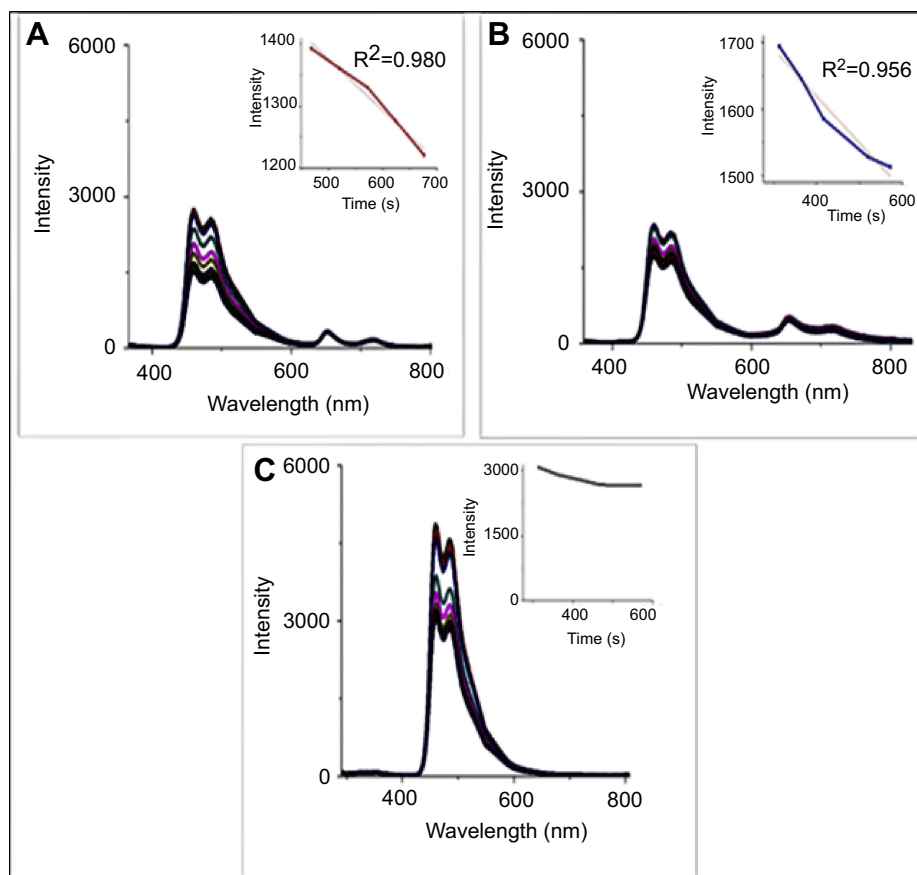 A
6000
3000
0
Intensity
400
600
800
Wavelength (nm)
1400
1300
1200
Intensity
R²=0.980
500
600
700
Time (s)
B
6000
3000
0
Intensity
400
600
800
Wavelength (nm)
1700
1600
1500
Intensity
R²=0.956
400
600
Time (s)
C
6000
3000
0
Intensity
400
600
800
Wavelength (nm)
3000
1500
0
Intensity
400
600
Time (s)